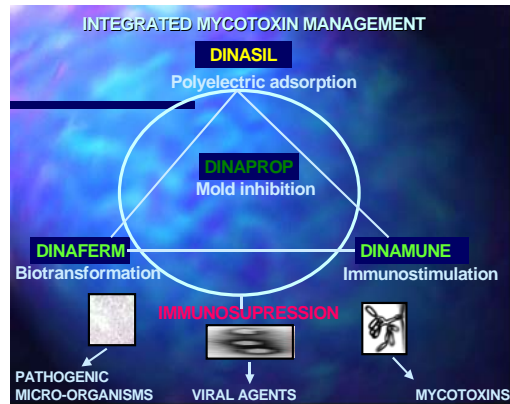 INTEGRATED MYCOTOXIN MANAGEMENT
DINASIL
Polyelectric adsorption
DINAPROP
Mold inhibition
DINAFERM
Biotransformation
DINAMUNE
Immunostimulation
IMMUNOSUPRESSION
PATHOGENIC
MICRO-ORGANISMS
VIRAL AGENTS
MYCOTOXINS